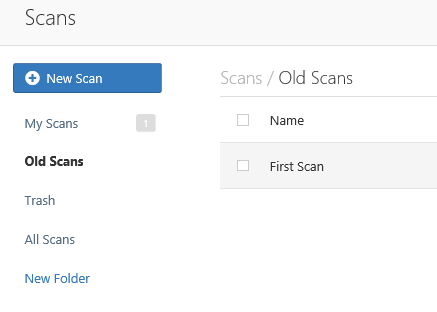 Scans
New Scan
My Scans 1
Old Scans
Trash
All Scans
New Folder
Scans / Old Scans
Name
First Scan